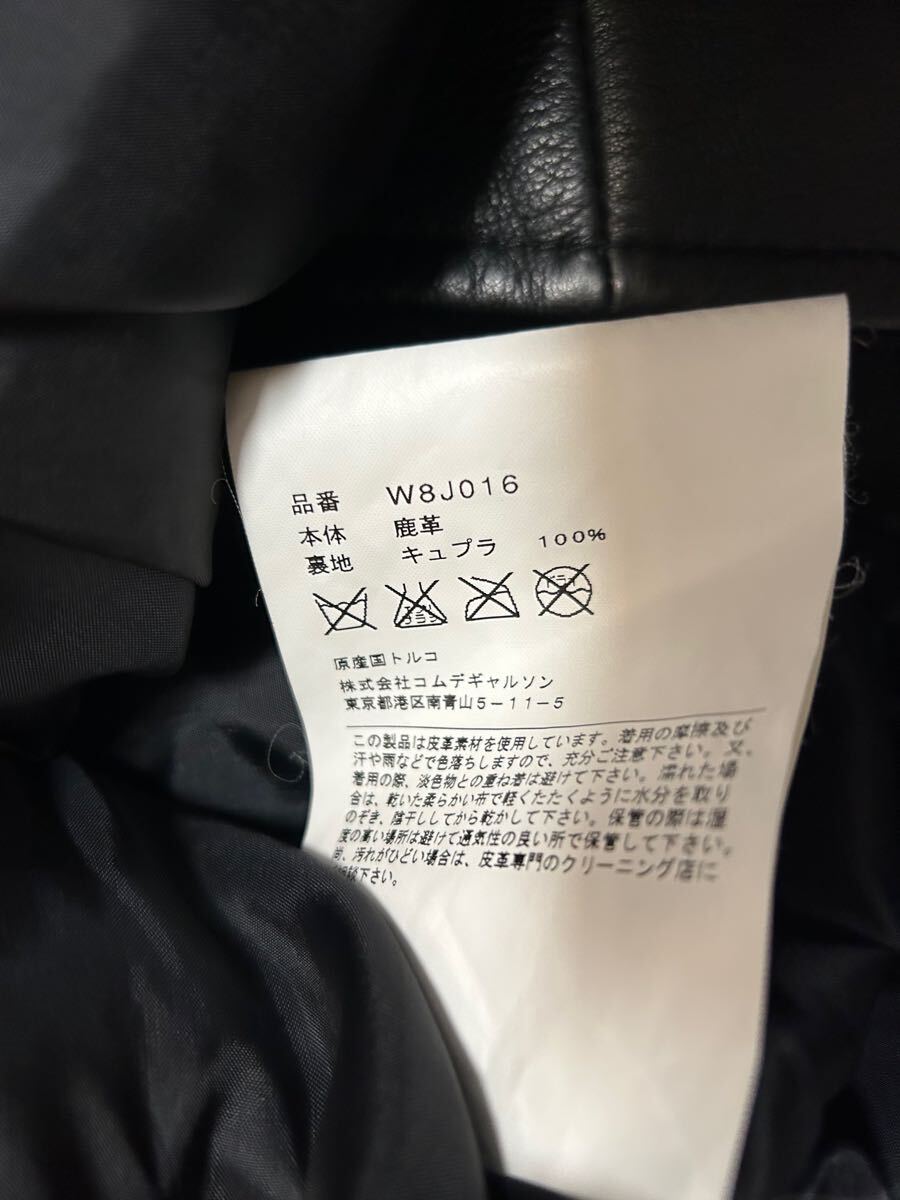 品番 W8J016
本体 鹿革
裏地 キュプラ 100%
エンソ
ドライ
原産国トルコ
株式会社コムデギャルソン
東京都港区南青山5-11-5
この製品は皮革素材を使用しています。着用の摩擦及び
汗や雨などで色落ちしますので、充分ご注意下さい。又、
着用の際、淡色物との重ね着は避けて下さい。濡れた場
合は、乾いた柔らかい布で軽くたたくように水分を取り
のぞき、陰干ししてから乾かして下さい。保管の際は湿
度の高い場所は避けて通気性の良い所で保管して下さい。
尚、汚れがひどい場合は、皮革専門のクリーニング店に
相談下さい。